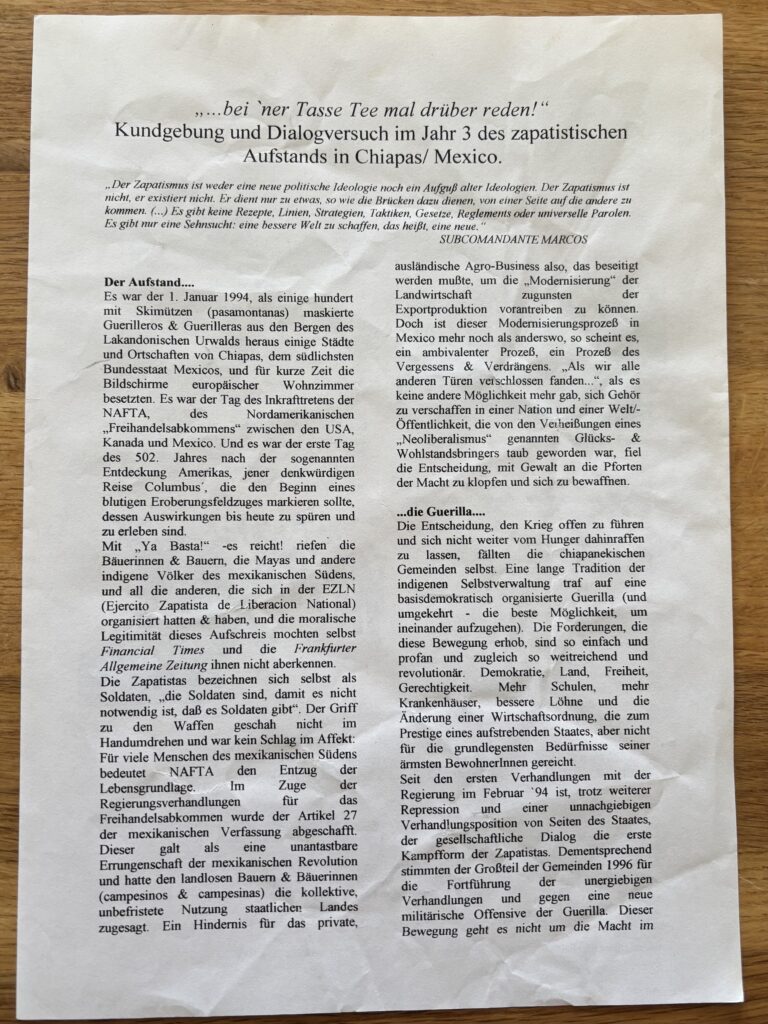 „...bei `ner Tasse Tee mal drüber reden!“
Kundgebung und Dialogversuch im Jahr 3 des zapatistischen
Aufstands in Chiapas/ Mexico.
„Der Zapatismus ist weder eine neue politische Ideologie noch ein Aufguß alter Ideologien. Der Zapatismus ist
nicht, er existiert nicht. Er dient nur zu etwas, so wie die Brücken dazu dienen, von einer Seite auf die andere zu
kommen. (...) Es gibt keine Rezepte, Linien, Strategien, Taktiken, Gesetze, Reglements oder universelle Parolen.
Es gibt nur eine Sehnsucht: eine bessere Welt zu schaffen, das heißt, eine neue.“
SUBCOMANDANTE MARCOS
Der Aufstand....
Es war der 1. Januar 1994, als einige hundert
mit Skimützen (pasamontanas) maskierte
Guerilleros & Guerilleras aus den Bergen des
Lakandonischen Urwalds heraus einige Städte
und Ortschaften von Chiapas, dem südlichsten
Bundesstaat Mexicos, und für kurze Zeit die
Bildschirme europäischer Wohnzimmer
besetzten. Es war der Tag des Inkrafttretens der
NAFTA, des Nordamerikanischen
„Freihandelsabkommens“ zwischen den USA,
Kanada und Mexico. Und es war der erste Tag
des 502. Jahres nach der sogenannten
Entdeckung Amerikas, jener denkwürdigen
Reise Columbus´, die den Beginn eines
blutigen Eroberungsfeldzuges markieren sollte,
dessen Auswirkungen bis heute zu spüren und
zu erleben sind.
Mit „Ya Basta!“ -es reicht! riefen die
Bäuerinnen & Bauern, die Mayas und andere
indigene Völker des mexikanischen Südens,
und all die anderen, die sich in der EZLN
(Ejercito Zapatista de Liberacion National)
organisiert hatten & haben, und die moralische
Legitimität dieses Aufschreis mochten selbst
Financial Times und die Frankfurter
Allgemeine Zeitung ihnen nicht aberkennen.
Die Zapatistas bezeichnen sich selbst als
Soldaten, „die Soldaten sind, damit es nicht
notwendig ist, daß es Soldaten gibt“. Der Griff
zu den Waffen geschah nicht im
Handumdrehen und war kein Schlag im Affekt:
Für viele Menschen des mexikanischen Südens
bedeutet NAFTA den Entzug der
Lebensgrundlage. Im Zuge der
Regierungsverhandlungen für das
Freihandelsabkommen wurde der Artikel 27
der mexikanischen Verfassung abgeschafft.
Dieser galt als eine unantastbare
Errungenschaft der mexikanischen Revolution
und hatte den landlosen Bauern & Bäuerinnen
(campesinos & campesinas) die kollektive,
unbefristete Nutzung staatlichen Landes
zugesagt. Ein Hindernis für das private,
ausländische Agro-Business also, das beseitigt
werden mußte, um die „Modernisierung“ der
Landwirtschaft zugunsten der
Exportproduktion vorantreiben zu können.
Doch ist dieser Modernisierungsprozeß in
Mexico mehr noch als anderswo, so scheint es,
ein ambivalenter Prozeß, ein Prozeß des
Vergessens & Verdrängens. „Als wir alle
anderen Türen verschlossen fanden...“, als es
keine andere Möglichkeit mehr gab, sich Gehör
zu verschaffen in einer Nation und einer Welt/-
Öffentlichkeit, die von den Verheißungen eines
„Neoliberalismus“ genannten Glücks- &
Wohlstandsbringers taub geworden war, fiel
die Entscheidung, mit Gewalt an die Pforten
der Macht zu klopfen und sich zu bewaffnen.
...die Guerilla....
Die Entscheidung, den Krieg offen zu führen
und sich nicht weiter vom Hunger dahinraffen
zu lassen, fällten die chiapanekischen
Gemeinden selbst. Eine lange Tradition der
indigenen Selbstverwaltung traf auf eine
basisdemokratisch organisierte Guerilla (und
umgekehrt - die beste Möglichkeit, um
ineinander aufzugehen). Die Forderungen, die
diese Bewegung erhob, sind so einfach und
profan und zugleich so weitreichend und
revolutionär. Demokratie, Land, Freiheit,
Gerechtigkeit. Mehr Schulen, mehr
Krankenhäuser, bessere Löhne und die
Änderung einer Wirtschaftsordnung, die zum
Prestige eines aufstrebenden Staates, aber nicht
für die grundlegensten Bedürfnisse seiner
ärmsten BewohnerInnen gereicht.
Seit den ersten Verhandlungen mit der
Regierung im Februar `94 ist, trotz weiterer
Repression und einer unnachgiebigen
Verhandlungsposition von Seiten des Staates,
der gesellschaftliche Dialog die erste
Kampfform der Zapatistas. Dementsprechend
stimmten der Großteil der Gemeinden 1996 für
die Fortführung der unergiebigen
Verhandlungen und gegen eine neue
militärische Offensive der Guerilla. Dieser
Bewegung geht es nicht um die Macht im